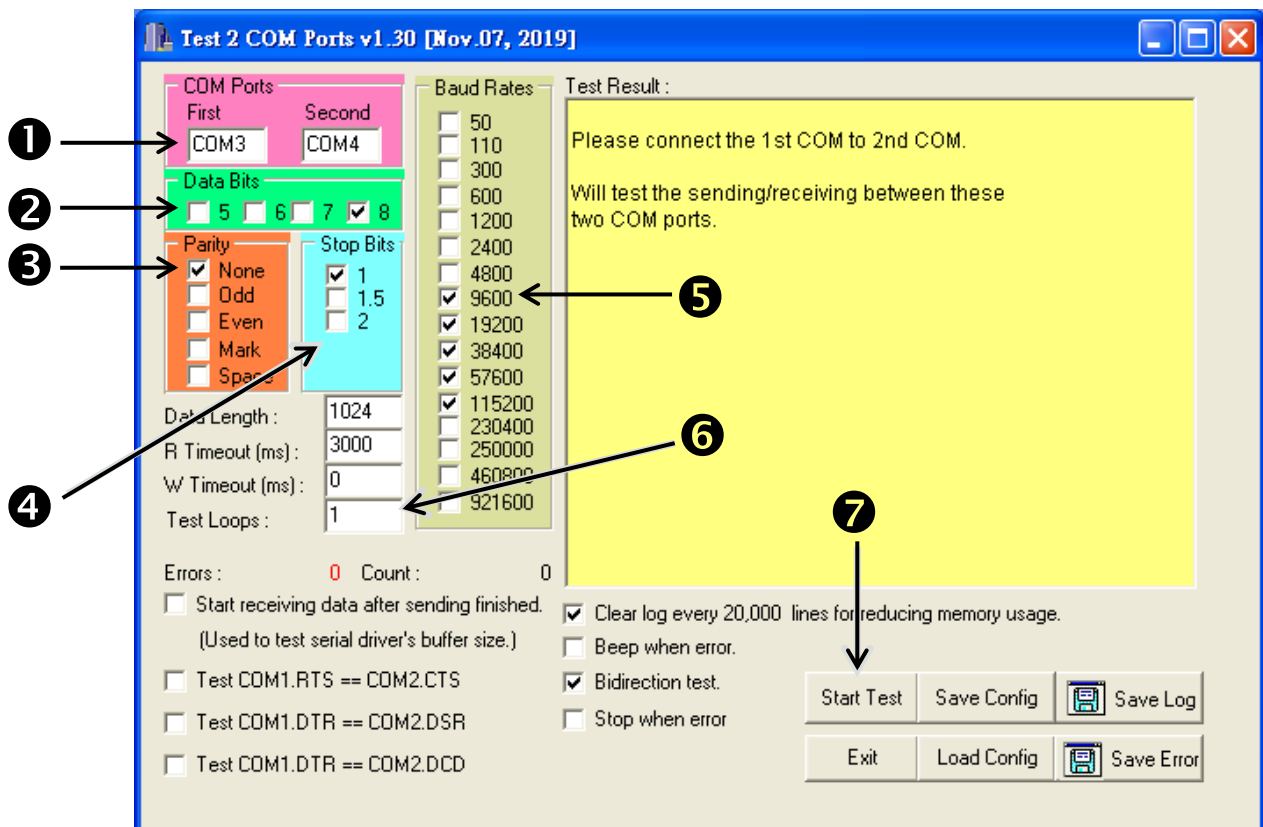 Test 2 COM Ports v1.30 [Nov.07, 2019]
COM Ports
First Second
COM3 COM4
Data Bits
5 6 7 8
Parity
None
Odd
Even
Mark
Space
Stop Bits
1
1.5
2
Data Length : 1024
R Timeout (ms) : 3000
W Timeout (ms) : 0
Test Loops : 1
Baud Rates
50
110
300
600
1200
2400
4800
9600
19200
38400
57600
115200
230400
250000
460800
921600
Test Result :
Please connect the 1st COM to 2nd COM.
Will test the sending/receiving between these
two COM ports.
Errors : 0 Count : 0
Start receiving data after sending finished.
(Used to test serial driver's buffer size.)
Test COM1.RTS == COM2.CTS
Test COM1.DTR == COM2.DSR
Test COM1.DTR == COM2.DCD
Clear log every 20,000 lines for reducing memory usage.
Beep when error.
Bidirection test.
Stop when error
Start Test Save Config Save Log
Exit Load Config Save Error
1
2
3
4
5
6
7